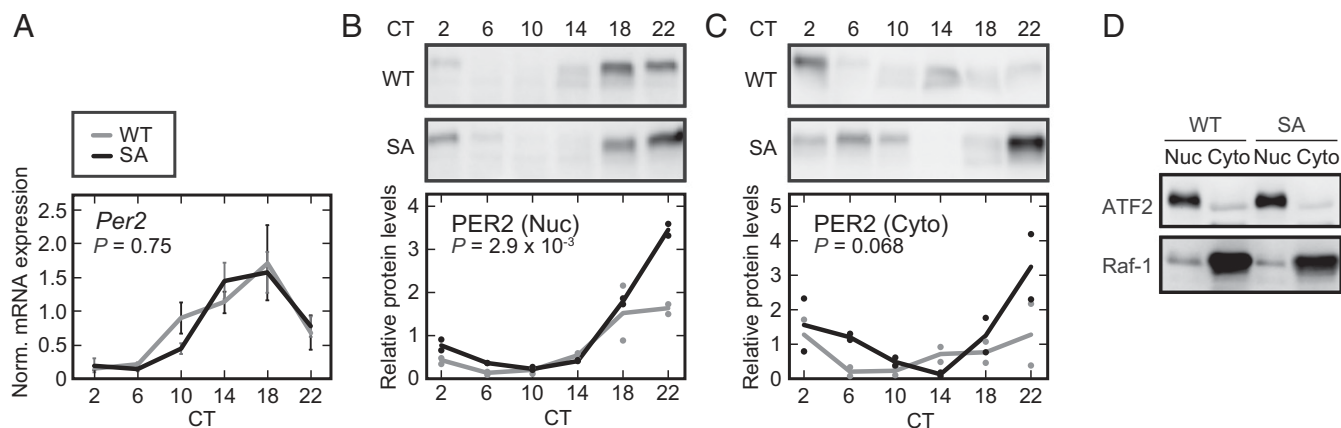 A
WT
SA
Norm. mRNA expression
2.5
2.0
1.5
1.0
0.5
0
Per2
P = 0.75
2 6 10 14 18 22
CT
B
CT 2 6 10 14 18 22
WT
SA
Relative protein levels
4
3
2
1
0
PER2 (Nuc)
P = 2.9 x 10-3
2 6 10 14 18 22
CT
C
CT 2 6 10 14 18 22
WT
SA
Relative protein levels
5
4
3
2
1
0
PER2 (Cyto)
P = 0.068
2 6 10 14 18 22
CT
D
WT SA
Nuc Cyto Nuc Cyto
ATF2
Raf-1